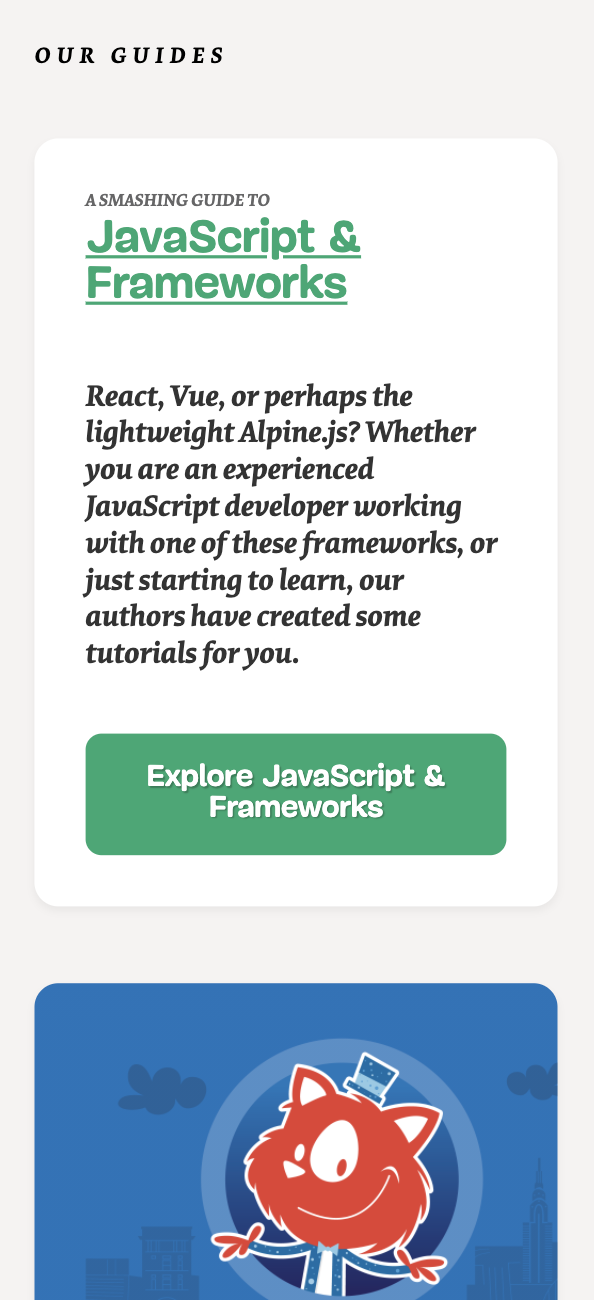 OUR GUIDES
A SMASHING GUIDE TO
JavaScript &
Frameworks
React, Vue, or perhaps the
lightweight Alpine.js? Whether
you are an experienced
JavaScript developer working
with one of these frameworks, or
just starting to learn, our
authors have created some
tutorials for you.
Explore JavaScript &
Frameworks